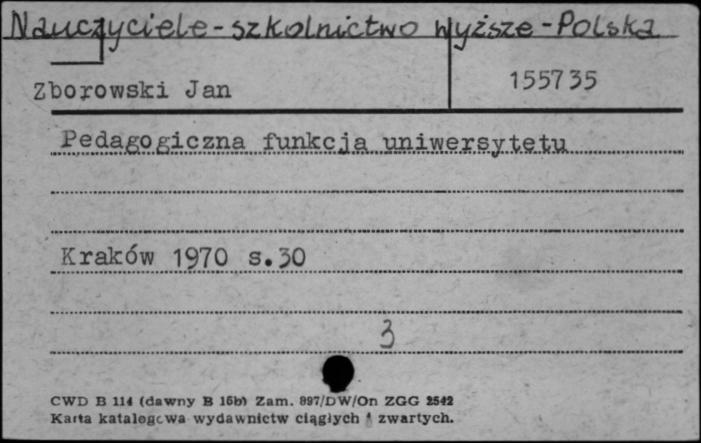 Nauczyciele - szkolnictwo wyższe - Polska
Zborowski Jan
155735
Pedagogiczna funkcja uniwersytetu
Kraków 1970 s.30
3
CWD B 114 (dawny B 16b) Zam. 897/DW/On ZGG 2542
Karta katalogowa wydawnictw ciągłych i zwartych.